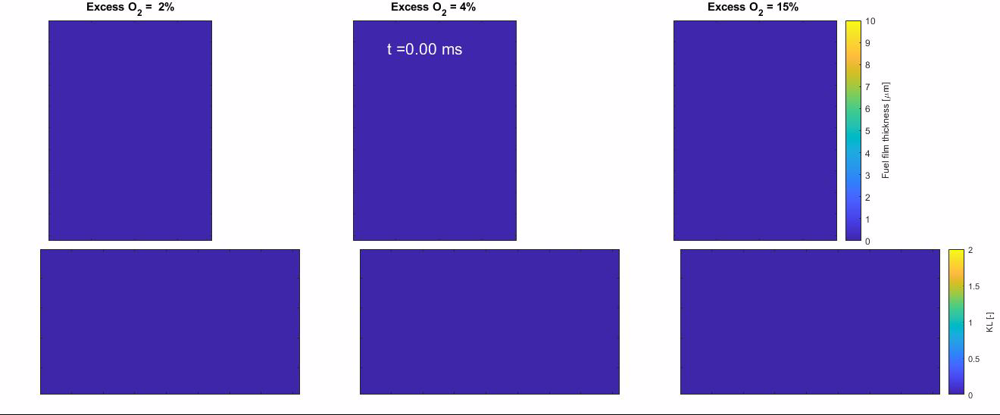 Excess O2 =  2%
Excess O2 = 4%
Excess O2 = 15%
t =0.00 ms
10
9
8
7
6
5
4
3
2
1
0
Fuel film thickness [μm]
2
1.5
1
0.5
0
KL [-]